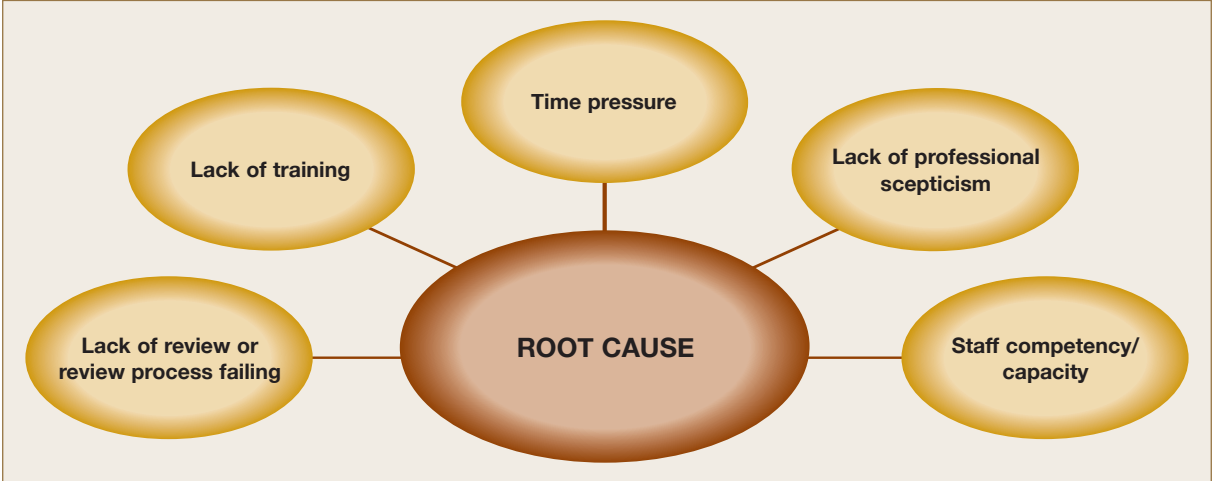 Time pressure
Lack of training
Lack of professional
scepticism
Lack of review or
review process failing
ROOT CAUSE
Staff competency/
capacity